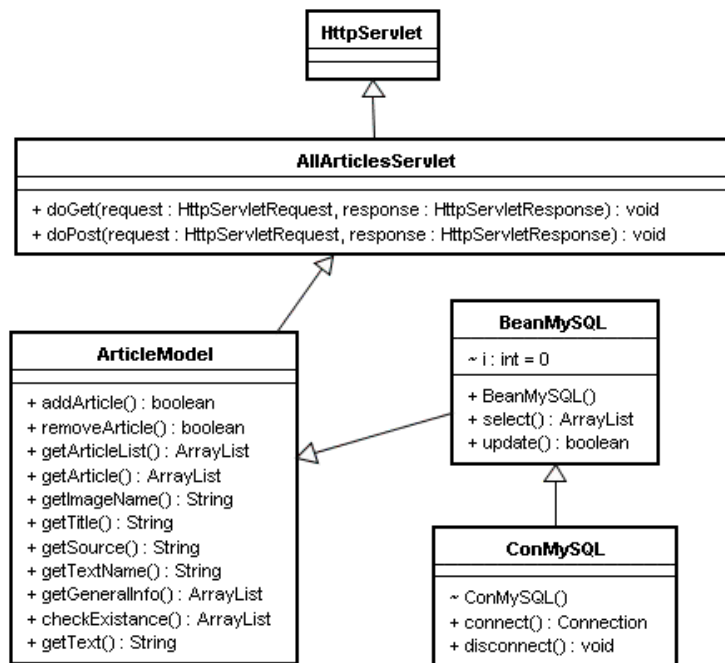 HttpServlet
AllArticlesServlet
+ doGet(request : HttpServletRequest, response : HttpServletResponse) : void
+ doPost(request : HttpServletRequest, response : HttpServletResponse) : void
ArticleModel
+ addArticle() : boolean
+ removeArticle() : boolean
+ getArticleList() : ArrayList
+ getArticle() : ArrayList
+ getImageName() : String
+ getTitle() : String
+ getSource() : String
+ getTextName() : String
+ getGeneralInfo() : ArrayList
+ checkExistance() : ArrayList
+ getText() : String
BeanMySQL
~ i : int = 0
+ BeanMySQL()
+ select() : ArrayList
+ update() : boolean
ConMySQL
~ ConMySQL()
+ connect() : Connection
+ disconnect() : void